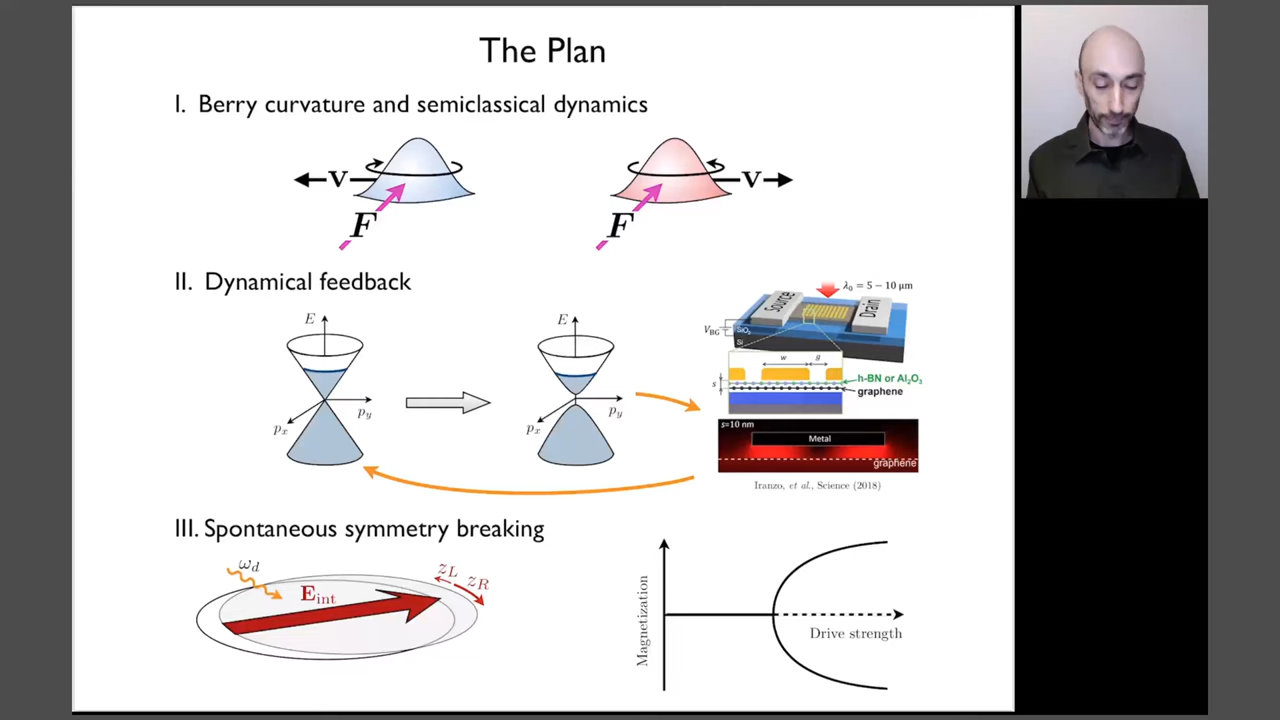 The Plan
I. Berry curvature and semiclassical dynamics
v
F
v
F
II. Dynamical feedback
E
p_y
p_x
E
p_y
p_x
λ₀ = 5 − 10 μm
Source
Drain
V_BG
SiO₂
Si
w
g
s
h-BN or Al₂O₃
graphene
s=10 nm
Metal
graphene
Iranzo, et al., Science (2018)
III. Spontaneous symmetry breaking
ω_d
E_int
z_L
z_R
Magnetization
Drive strength